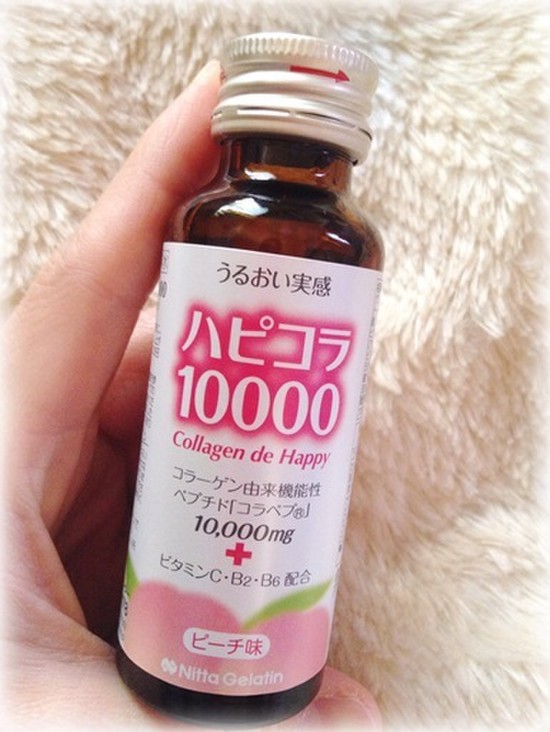 うるおい実感
ハピコラ
10000
Collagen de Happy
コラーゲン由来機能性
ペプチド「コラペプ®」
10,000mg
+
ビタミンC・B2・B6 配合
ピーチ味
Nitta Gelatin